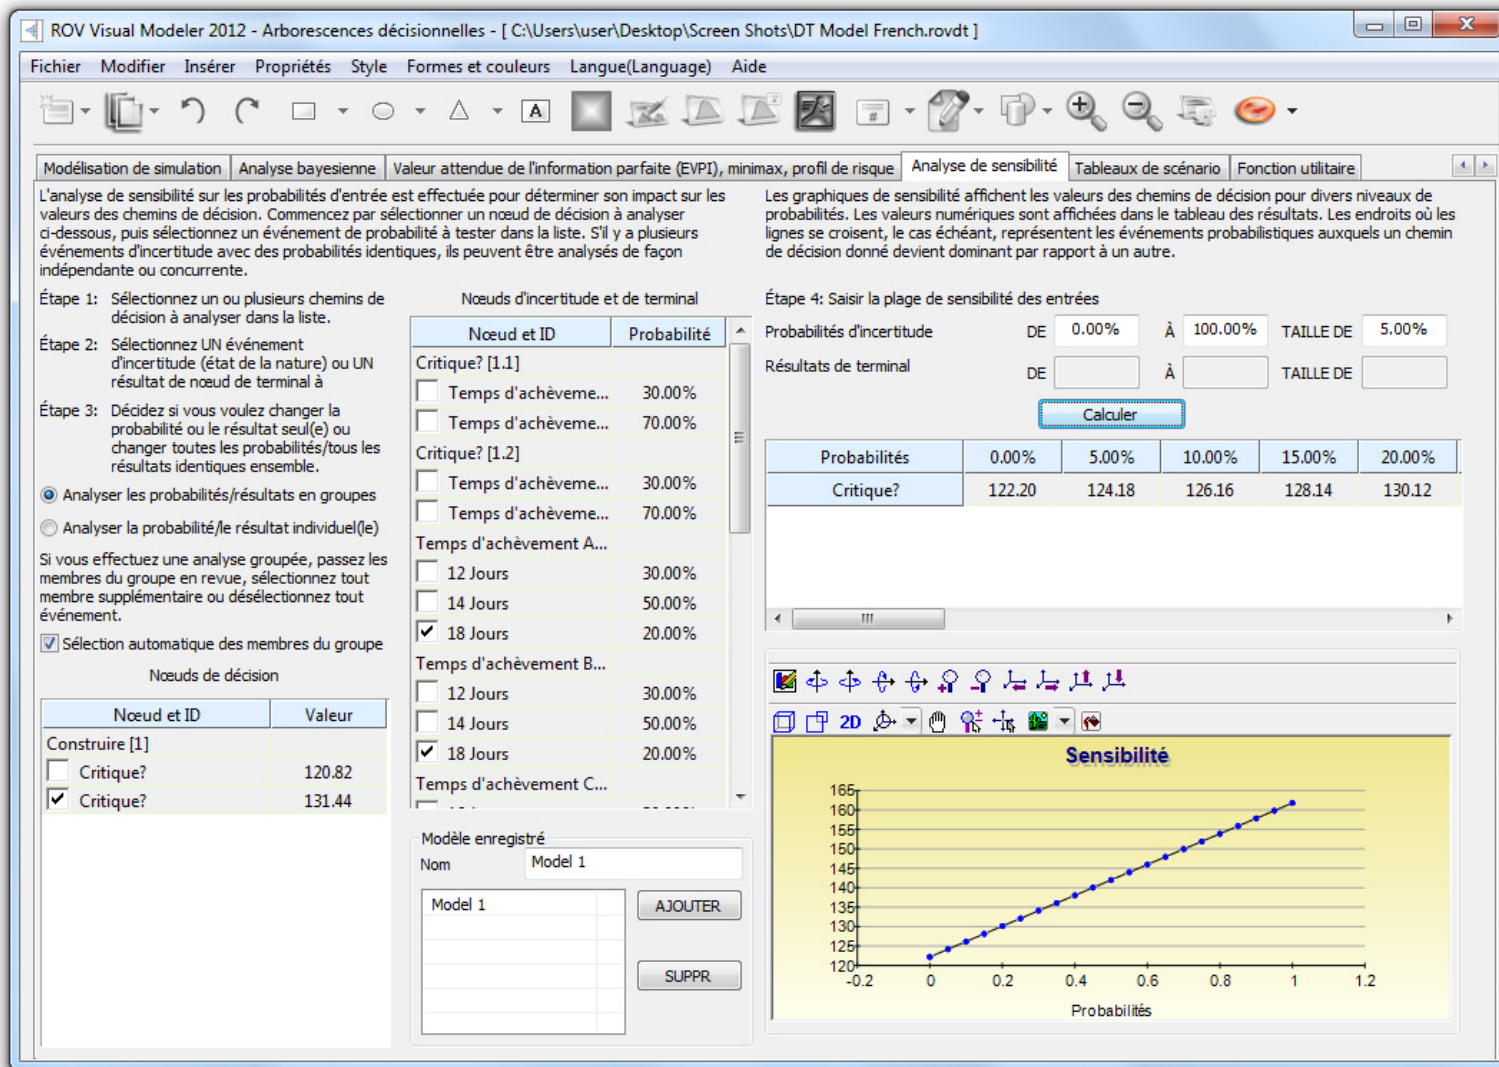 ROV Visual Modeler 2012 - Arborescences décisionnelles - [ C:\Users\user\Desktop\Screen Shots\DT Model French.rovdt ]
Fichier Modifier Insérer Propriétés Style Formes et couleurs Langue(Language) Aide
A
#
Modélisation de simulation Analyse bayesienne Valeur attendue de l'information parfaite (EVPI), minimax, profil de risque Analyse de sensibilité Tableaux de scénario Fonction utilitaire
L'analyse de sensibilité sur les probabilités d'entrée est effectuée pour déterminer son impact sur les
valeurs des chemins de décision. Commencez par sélectionner un nœud de décision à analyser
ci-dessous, puis sélectionnez un événement de probabilité à tester dans la liste. S'il y a plusieurs
événements d'incertitude avec des probabilités identiques, ils peuvent être analysés de façon
indépendante ou concurrente.
Étape 1: Sélectionnez un ou plusieurs chemins de
décision à analyser dans la liste.
Étape 2: Sélectionnez UN événement
d'incertitude (état de la nature) ou UN
résultat de nœud de terminal à
Étape 3: Décidez si vous voulez changer la
probabilité ou le résultat seul(e) ou
changer toutes les probabilités/tous les
résultats identiques ensemble.
Analyser les probabilités/résultats en groupes
Analyser la probabilité/le résultat individuel(le)
Si vous effectuez une analyse groupée, passez les
membres du groupe en revue, sélectionnez tout
membre supplémentaire ou désélectionnez tout
événement.
Sélection automatique des membres du groupe
Nœuds de décision
Nœud et ID Valeur
Construire [1]
Critique? 120.82
Critique? 131.44
Nœuds d'incertitude et de terminal
Nœud et ID Probabilité
Critique? [1.1]
Temps d'achèveme... 30.00%
Temps d'achèveme... 70.00%
Critique? [1.2]
Temps d'achèveme... 30.00%
Temps d'achèveme... 70.00%
Temps d'achèvement A...
12 Jours 30.00%
14 Jours 50.00%
18 Jours 20.00%
Temps d'achèvement B...
12 Jours 30.00%
14 Jours 50.00%
18 Jours 20.00%
Temps d'achèvement C...
Modèle enregistré
Nom Model 1
Model 1
AJOUTER
SUPPR
Les graphiques de sensibilité affichent les valeurs des chemins de décision pour divers niveaux de
probabilités. Les valeurs numériques sont affichées dans le tableau des résultats. Les endroits où les
lignes se croisent, le cas échéant, représentent les événements probabilistiques auxquels un chemin
de décision donné devient dominant par rapport à un autre.
Étape 4: Saisir la plage de sensibilité des entrées
Probabilités d'incertitude DE 0.00% À 100.00% TAILLE DE 5.00%
Résultats de terminal DE À TAILLE DE
Calculer
Probabilités 0.00% 5.00% 10.00% 15.00% 20.00%
Critique? 122.20 124.18 126.16 128.14 130.12
2D
Sensibilité
165
160
155
150
145
140
135
130
125
120
-0.2 0 0.2 0.4 0.6 0.8 1 1.2
Probabilités